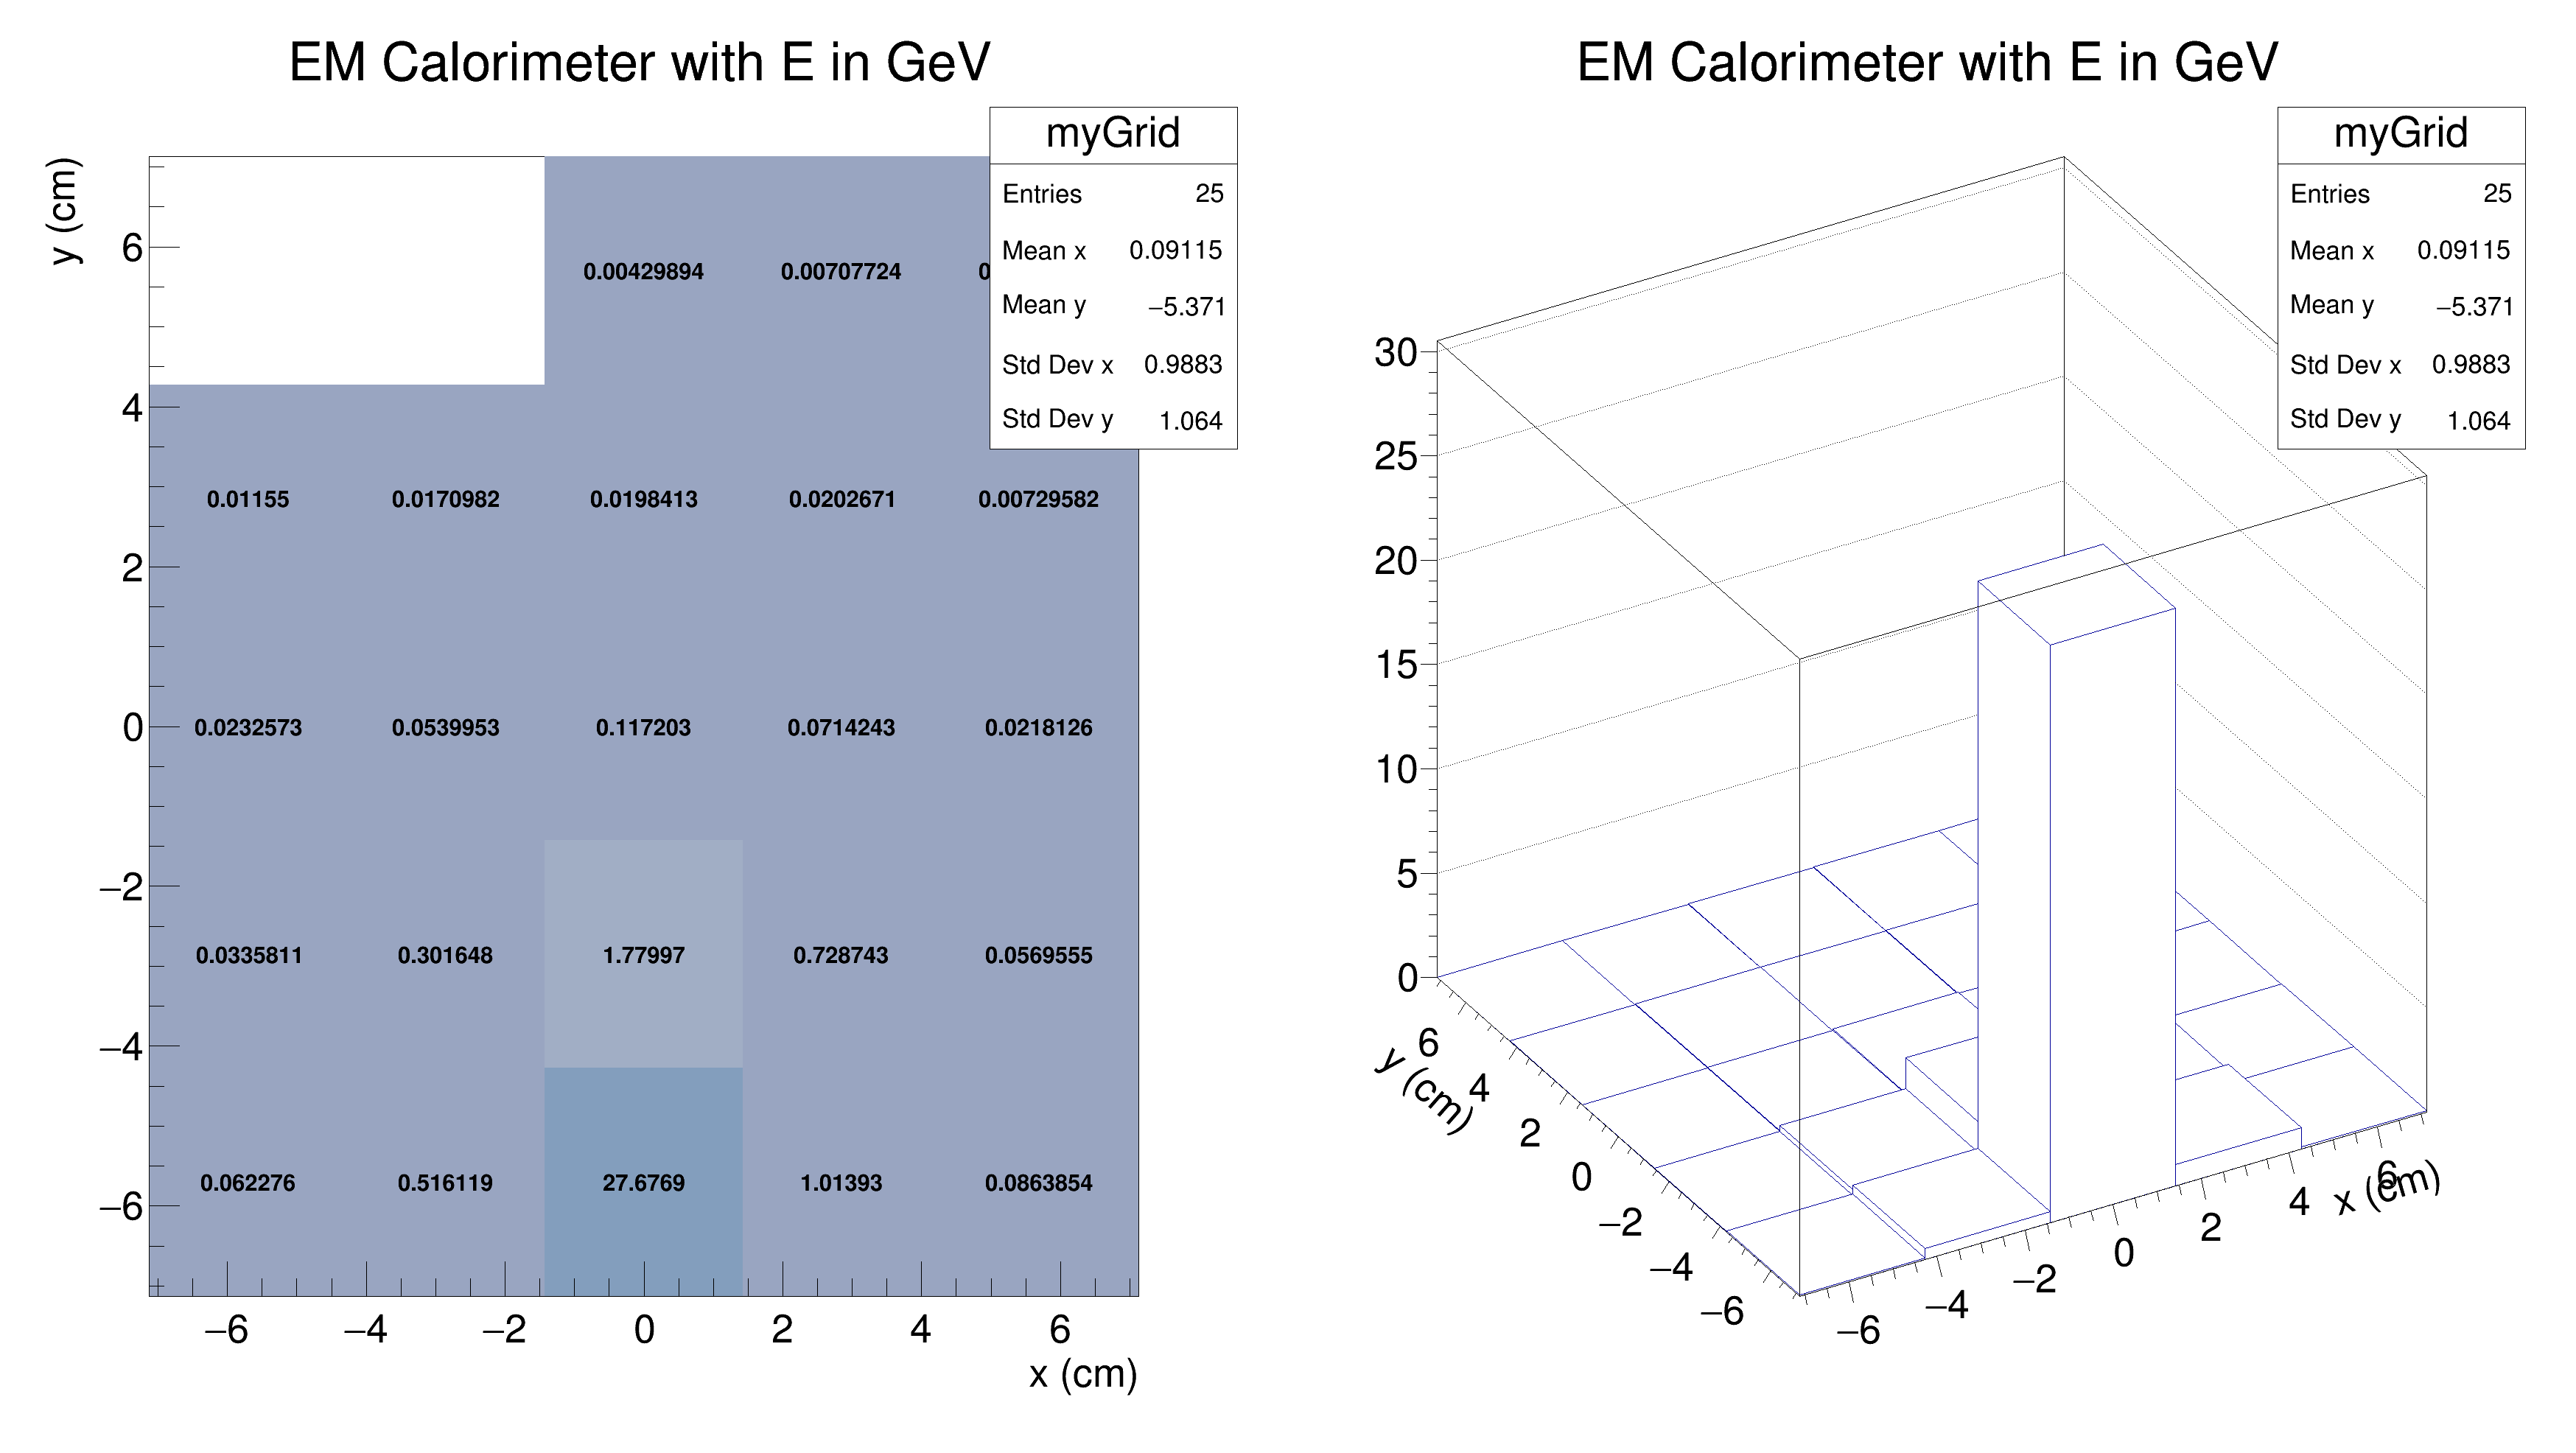 EM Calorimeter with E in GeV
myGrid
Entries 25
Mean x 0.09115
Mean y −5.371
Std Dev x 0.9883
Std Dev y 1.064
y (cm)
6
4
2
0
−2
−4
−6
0.00429894 0.00707724
0.01155 0.0170982 0.0198413 0.0202671 0.00729582
0.0232573 0.0539953 0.117203 0.0714243 0.0218126
0.0335811 0.301648 1.77997 0.728743 0.0569555
0.062276 0.516119 27.6769 1.01393 0.0863854
−6 −4 −2 0 2 4 6
x (cm)
EM Calorimeter with E in GeV
myGrid
Entries 25
Mean x 0.09115
Mean y −5.371
Std Dev x 0.9883
Std Dev y 1.064
30
25
20
15
10
5
0
6
4
2
0
−2
−4
−6
y (cm)
−6 −4 −2 0 2 4 6
x (cm)